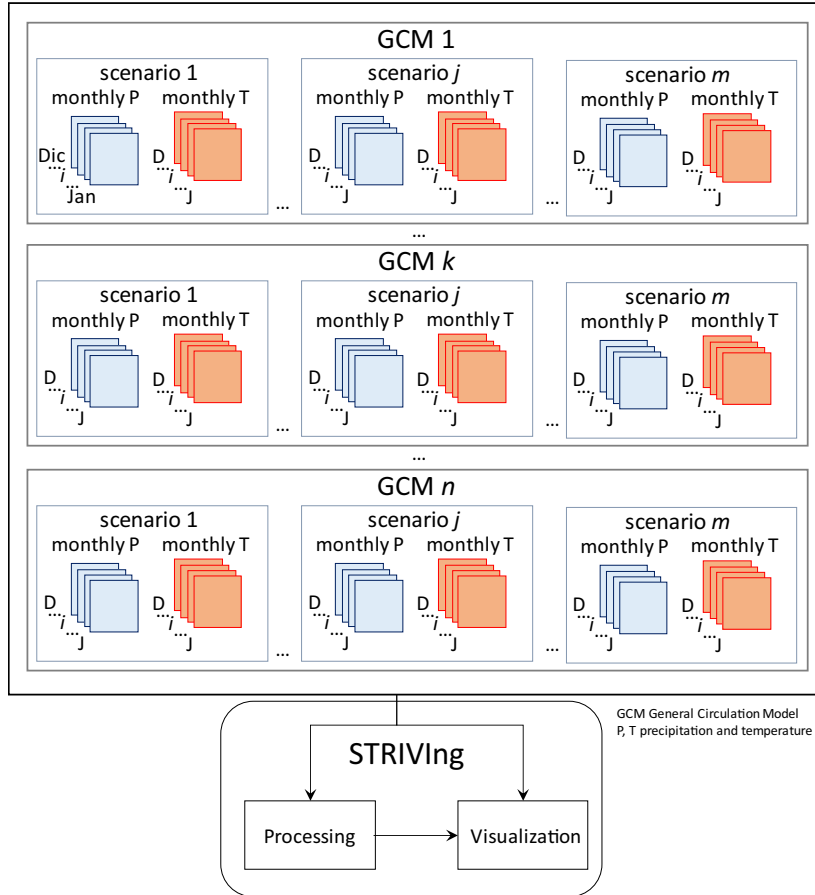 GCM 1
scenario 1
monthly P monthly T
Dic
...
i
...
Jan
D
...
i
...
J
...
scenario j
monthly P monthly T
D
...
i
...
J
D
...
i
...
J
...
scenario m
monthly P monthly T
D
...
i
...
J
D
...
i
...
J
...
GCM k
scenario 1
monthly P monthly T
D
...
i
...
J
D
...
i
...
J
...
scenario j
monthly P monthly T
D
...
i
...
J
D
...
i
...
J
...
scenario m
monthly P monthly T
D
...
i
...
J
D
...
i
...
J
...
GCM n
scenario 1
monthly P monthly T
D
...
i
...
J
D
...
i
...
J
...
scenario j
monthly P monthly T
D
...
i
...
J
D
...
i
...
J
...
scenario m
monthly P monthly T
D
...
i
...
J
D
...
i
...
J
GCM General Circulation Model
P, T precipitation and temperature
STRIVIng
Processing
Visualization